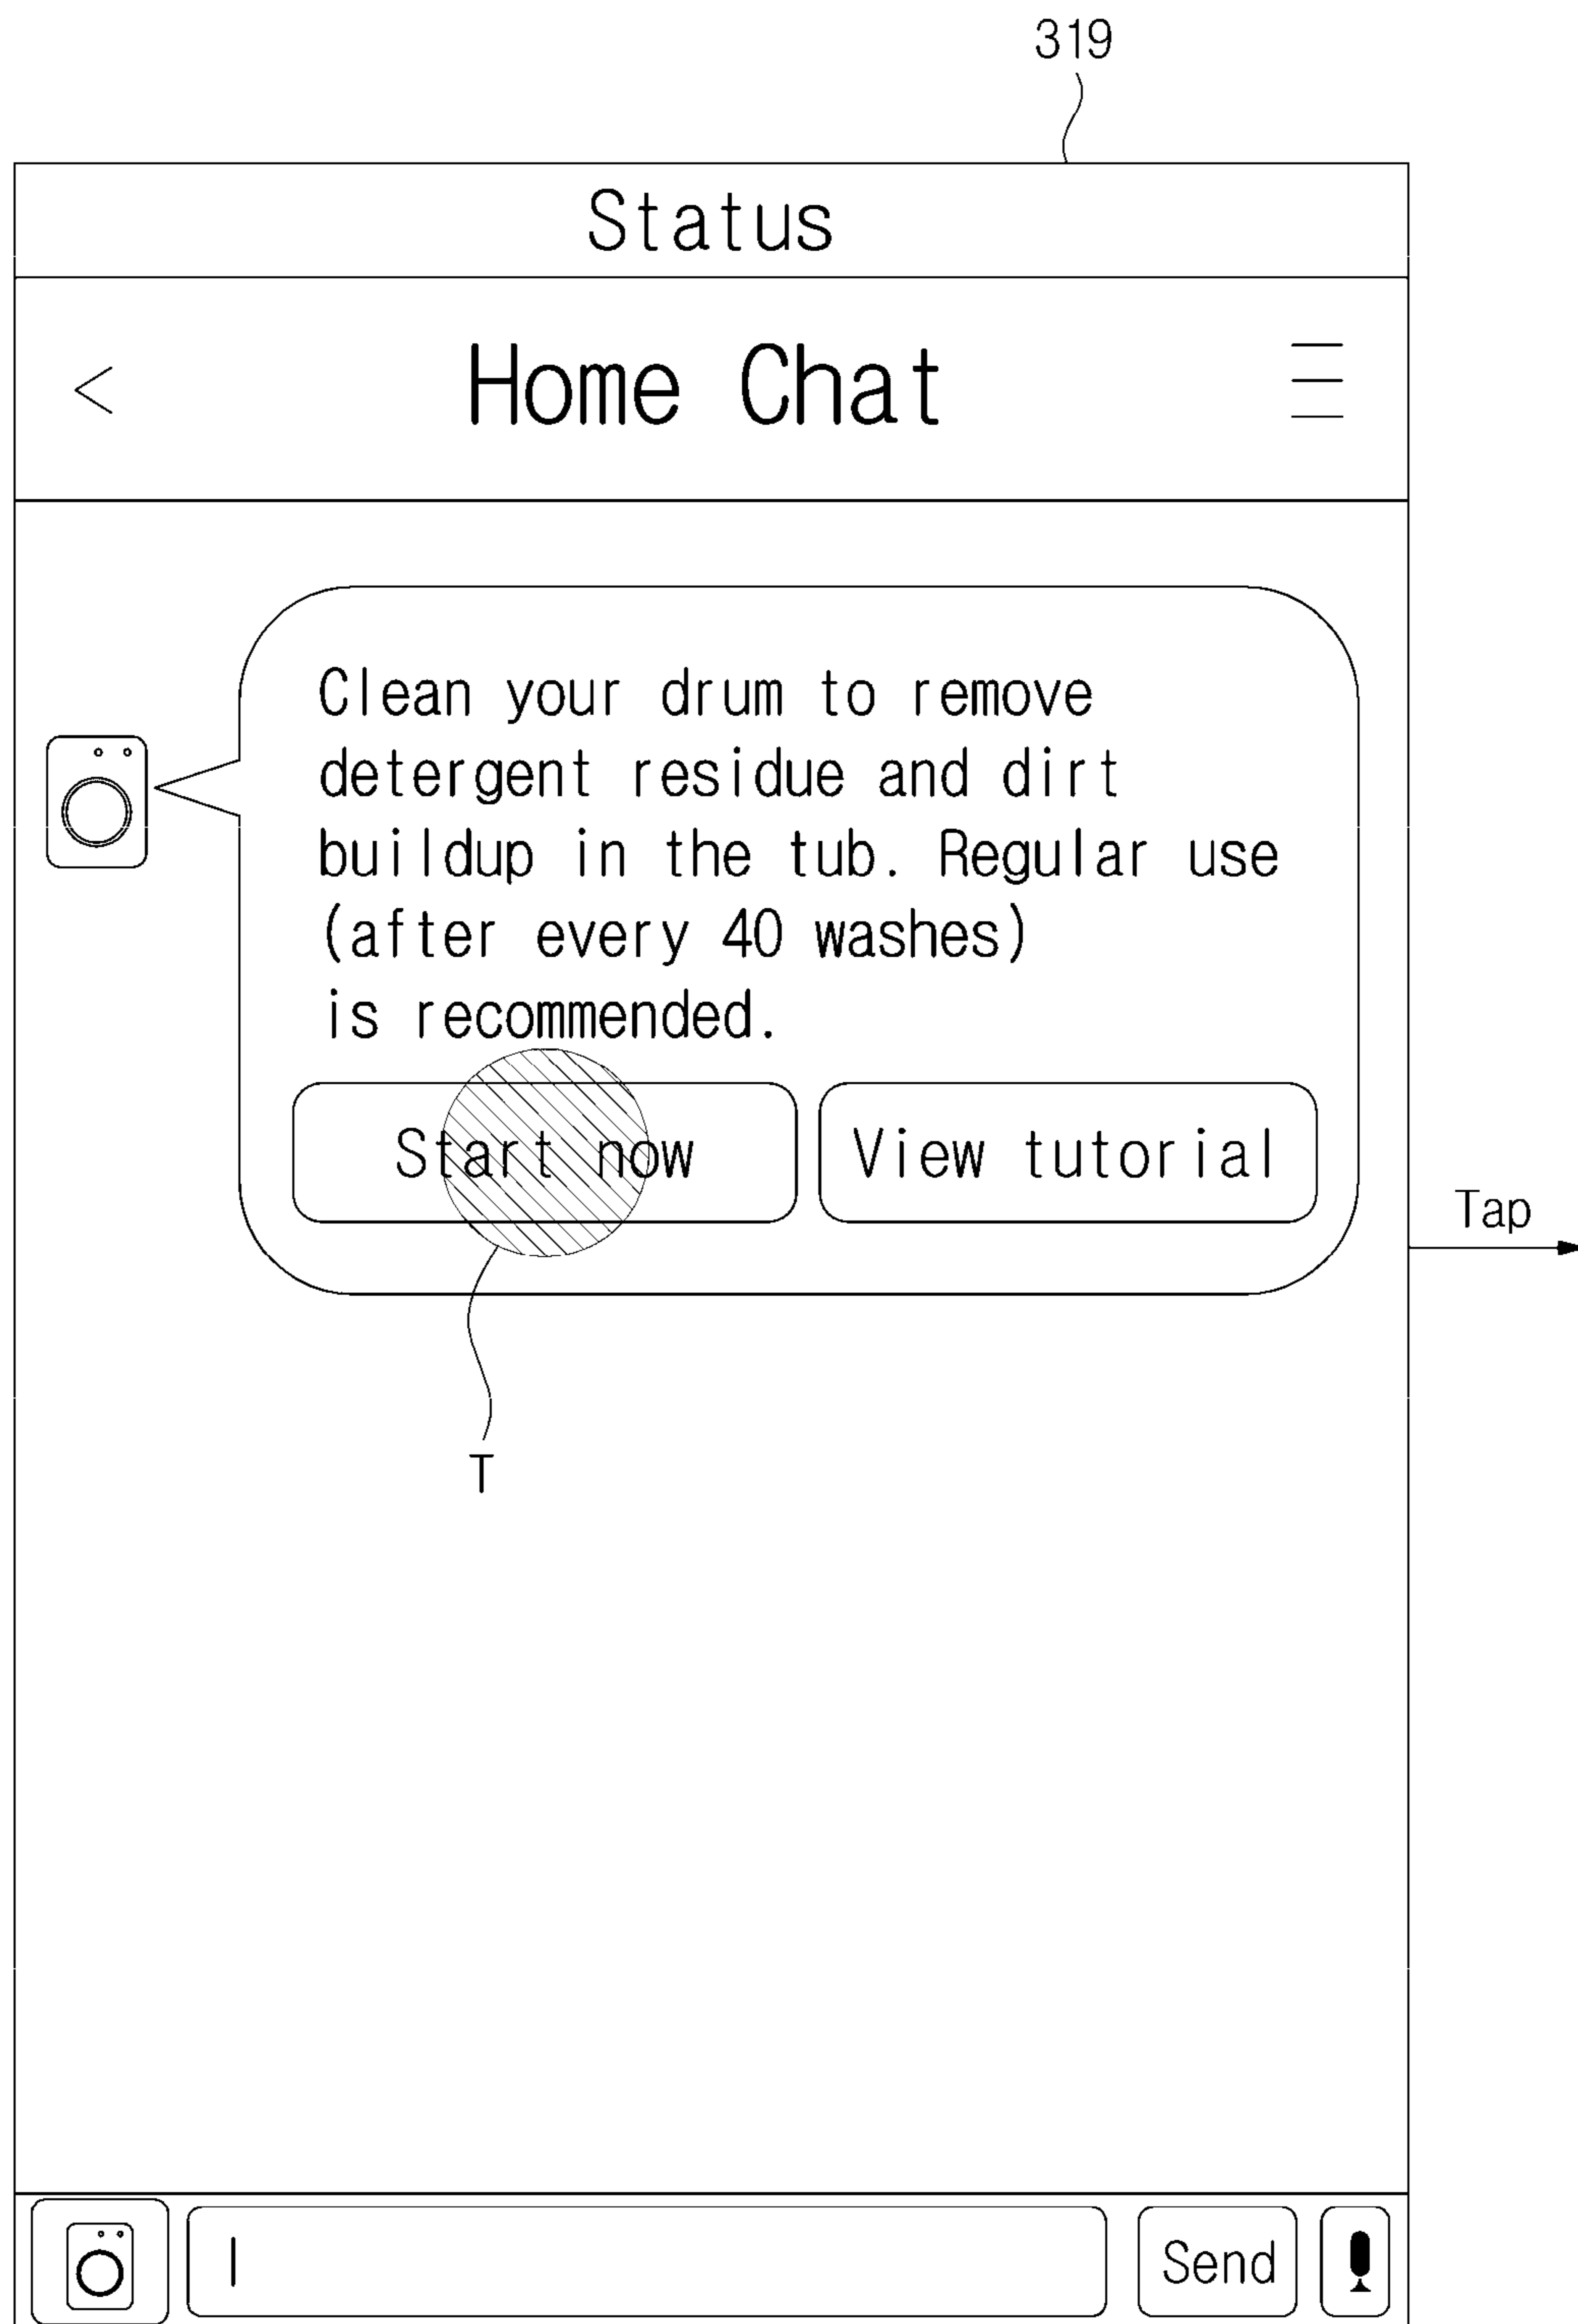 319
Status
< Home Chat
Clean your drum to remove
detergent residue and dirt
buildup in the tub. Regular use
(after every 40 washes)
is recommended.
Start now View tutorial
Tap
T
Send